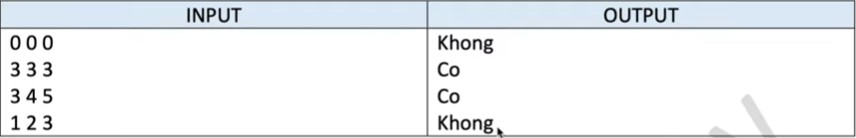 INPUT OUTPUT
0 0 0 Khong
3 3 3 Co
3 4 5 Co
1 2 3 Khong